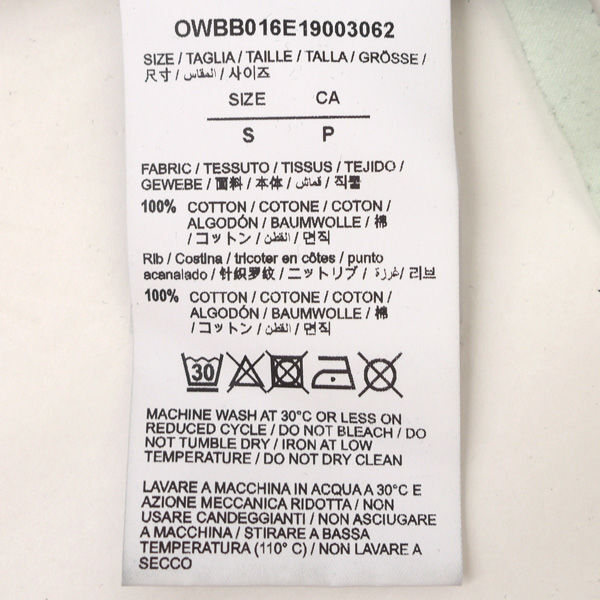 OWBB016E19003062
SIZE / TAGLIA / TAILLE / TALLA / GRÖSSE /
尺寸 / المقاس / 사이즈
SIZE CA
S P
FABRIC / TESSUTO / TISSUS / TEJIDO /
GEWEBE / 面料 / 本体 / قماش / 직물
100% COTTON / COTONE / COTON /
ALGODÓN / BAUMWOLLE / 棉
/ コットン / القطن / 면직
Rib / Costina / tricoter en côtes / punto
acanalado / 针织罗纹 / ニットリブ / غرزة / 리브
100% COTTON / COTONE / COTON /
ALGODÓN / BAUMWOLLE / 棉
/ コットン / القطن / 면직
30
MACHINE WASH AT 30°C OR LESS ON
REDUCED CYCLE / DO NOT BLEACH / DO
NOT TUMBLE DRY / IRON AT LOW
TEMPERATURE / DO NOT DRY CLEAN
LAVARE A MACCHINA IN ACQUA A 30°C E
AZIONE MECCANICA RIDOTTA / NON
USARE CANDEGGIANTI / NON ASCIUGARE
A MACCHINA / STIRARE A BASSA
TEMPERATURA (110° C) / NON LAVARE A
SECCO